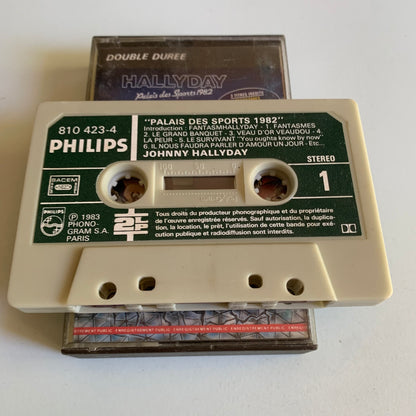 DOUBLE DUREE
HALLYDAY
Palais des Sports 1982
810 423-4
PHILIPS
"PALAIS DES SPORTS 1982"
Introduction : FANTASMHALLYDAY - 1. FANTASMES
- 2. LE GRAND BANQUET - 3. VEAU D'OR VEAUDOU - 4.
LA PEUR - 5. LE SURVIVANT "You oughta know by now".
6. IL NOUS FAUDRA PARLER D'AMOUR UN JOUR - Etc...
JOHNNY HALLYDAY
STEREO
1
SACEM
PHILIPS
℗ 1983
PHONO-
GRAM S.A.
PARIS
Tous droits du producteur phonographique et du propriétaire
de l'œuvre enregistrée réservés. Sauf autorisation, la duplica-
tion, la location, le prêt, l'utilisation de cette bande pour exé-
cution publique et radiodiffusion sont interdits.
ENREGISTREMENT PUBLIC - ENREGISTREMENT PUBLIC - ENREGISTREMENT PUBLIC